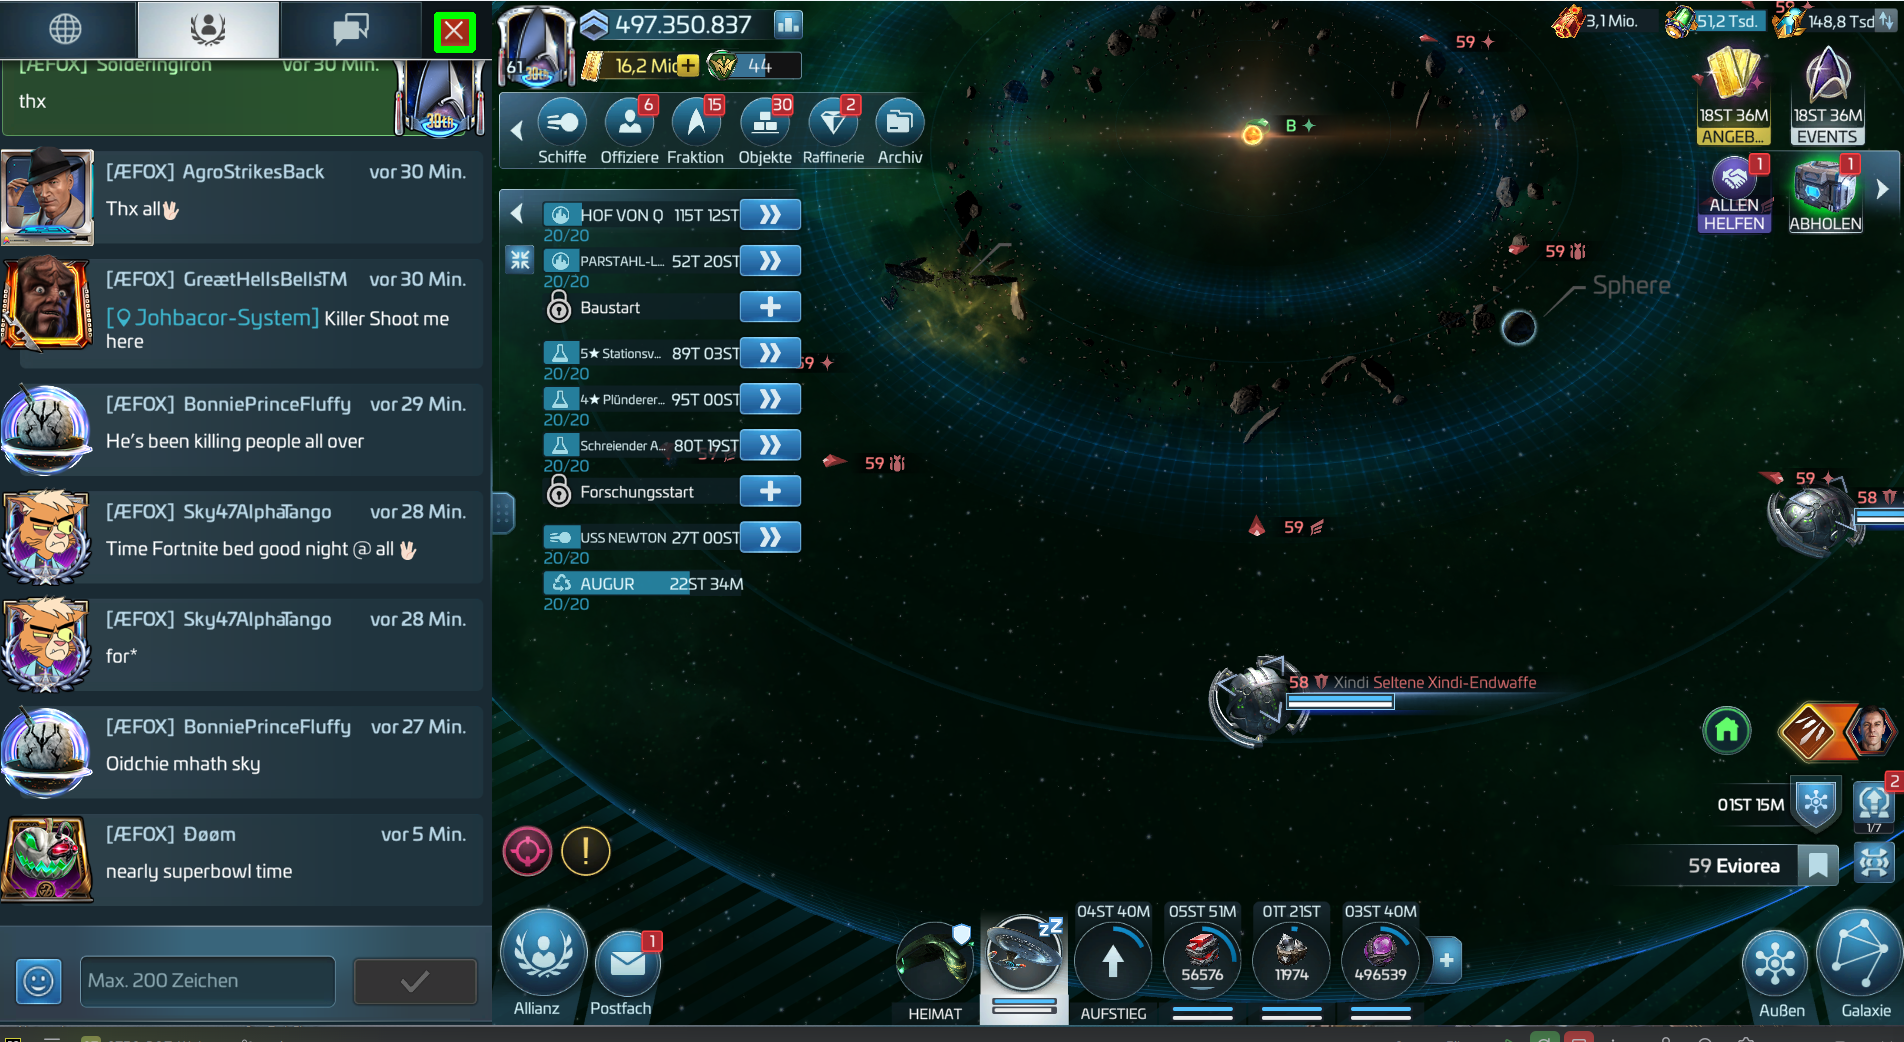 [ÆFOX] SolderingIron vor 30 Min.
thx
[ÆFOX] AgroStrikesBack vor 30 Min.
Thx all🖖🏻
[ÆFOX] GreætHellsBellsTM vor 30 Min.
[Johbacor-System] Killer Shoot me
here
[ÆFOX] BonniePrinceFluffy vor 29 Min.
He's been killing people all over
[ÆFOX] Sky47AlphaTango vor 28 Min.
Time Fortnite bed good night @ all 🖖🏻
[ÆFOX] Sky47AlphaTango vor 28 Min.
for*
[ÆFOX] BonniePrinceFluffy vor 27 Min.
Oidchie mhath sky
[ÆFOX] Đøøm vor 5 Min.
nearly superbowl time
Max. 200 Zeichen
497.350.837
61
30th
16,2 Mio
44
6
15
30
2
Schiffe
Offiziere
Fraktion
Objekte
Raffinerie
Archiv
HOF VON Q 115T 12ST
20/20
PARSTAHL-L... 52T 20ST
20/20
Baustart
5★ Stationsv... 89T 03ST
20/20
4★ Plünderer... 95T 00ST
20/20
Schreiender A... 80T 19ST
20/20
Forschungsstart
USS NEWTON 27T 00ST
20/20
AUGUR 22ST 34M
20/20
3,1 Mio.
51,2 Tsd.
148,8 Tsd
18ST 36M
ANGEB...
18ST 36M
EVENTS
1
ALLEN
HELFEN
1
ABHOLEN
59
B
59
Sphere
59
59
59
59
58
58 Xindi Seltene Xindi-Endwaffe
01ST 15M
2
1/7
59 Eviorea
Allianz
1
Postfach
HEIMAT
zZ
04ST 40M
AUFSTIEG
05ST 51M
56576
01T 21ST
11974
03ST 40M
496539
Außen
Galaxie